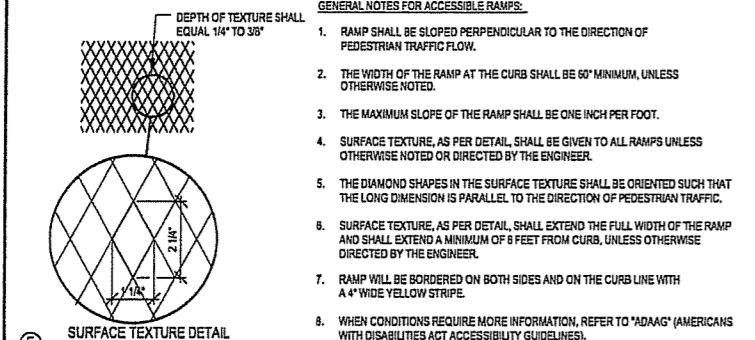 DEPTH OF TEXTURE SHALL
EQUAL 1/4" TO 3/8"
2 1/4"
1 1/4"
SURFACE TEXTURE DETAIL
GENERAL NOTES FOR ACCESSIBLE RAMPS:
1. RAMP SHALL BE SLOPED PERPENDICULAR TO THE DIRECTION OF
PEDESTRIAN TRAFFIC FLOW.
2. THE WIDTH OF THE RAMP AT THE CURB SHALL BE 60" MINIMUM, UNLESS
OTHERWISE NOTED.
3. THE MAXIMUM SLOPE OF THE RAMP SHALL BE ONE INCH PER FOOT.
4. SURFACE TEXTURE, AS PER DETAIL, SHALL BE GIVEN TO ALL RAMPS UNLESS
OTHERWISE NOTED OR DIRECTED BY THE ENGINEER.
5. THE DIAMOND SHAPES IN THE SURFACE TEXTURE SHALL BE ORIENTED SUCH THAT
THE LONG DIMENSION IS PARALLEL TO THE DIRECTION OF PEDESTRIAN TRAFFIC.
6. SURFACE TEXTURE, AS PER DETAIL, SHALL EXTEND THE FULL WIDTH OF THE RAMP
AND SHALL EXTEND A MINIMUM OF FEET FROM CURB, UNLESS OTHERWISE
DIRECTED BY THE ENGINEER.
7. RAMP WILL BE BORDERED ON BOTH SIDES AND ON THE CURB LINE WITH
A 4" WIDE YELLOW STRIPE.
8. WHEN CONDITIONS REQUIRE MORE INFORMATION, REFER TO "ADAAG" (AMERICANS
WITH DISABILITIES ACT ACCESSIBILITY GUIDELINES).